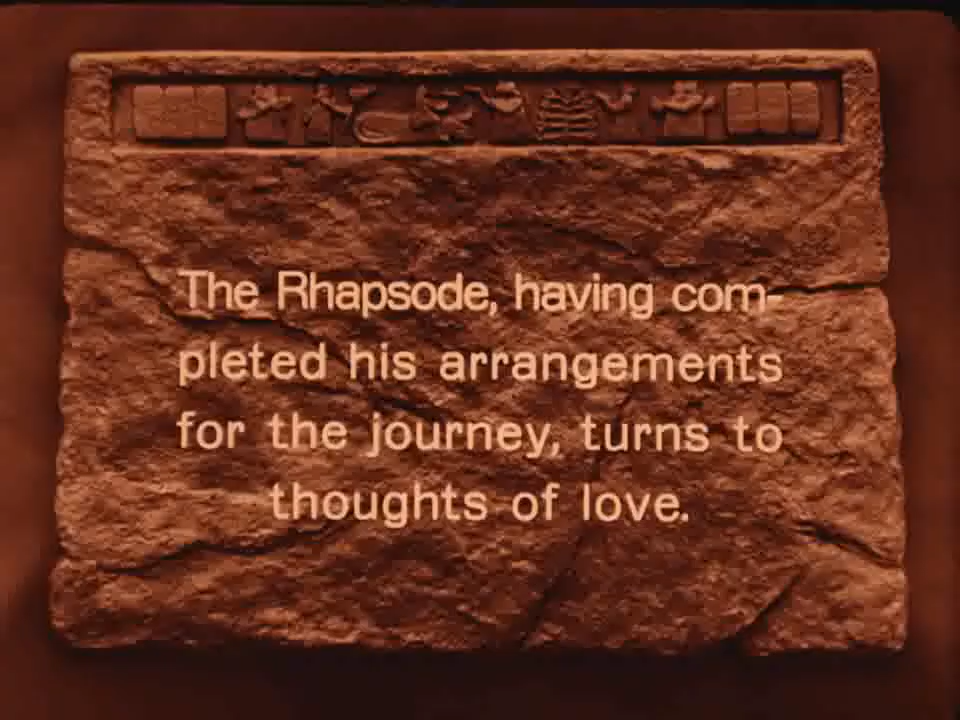 The Rhapsode, having com-
pleted his arrangements
for the journey, turns to
thoughts of love.